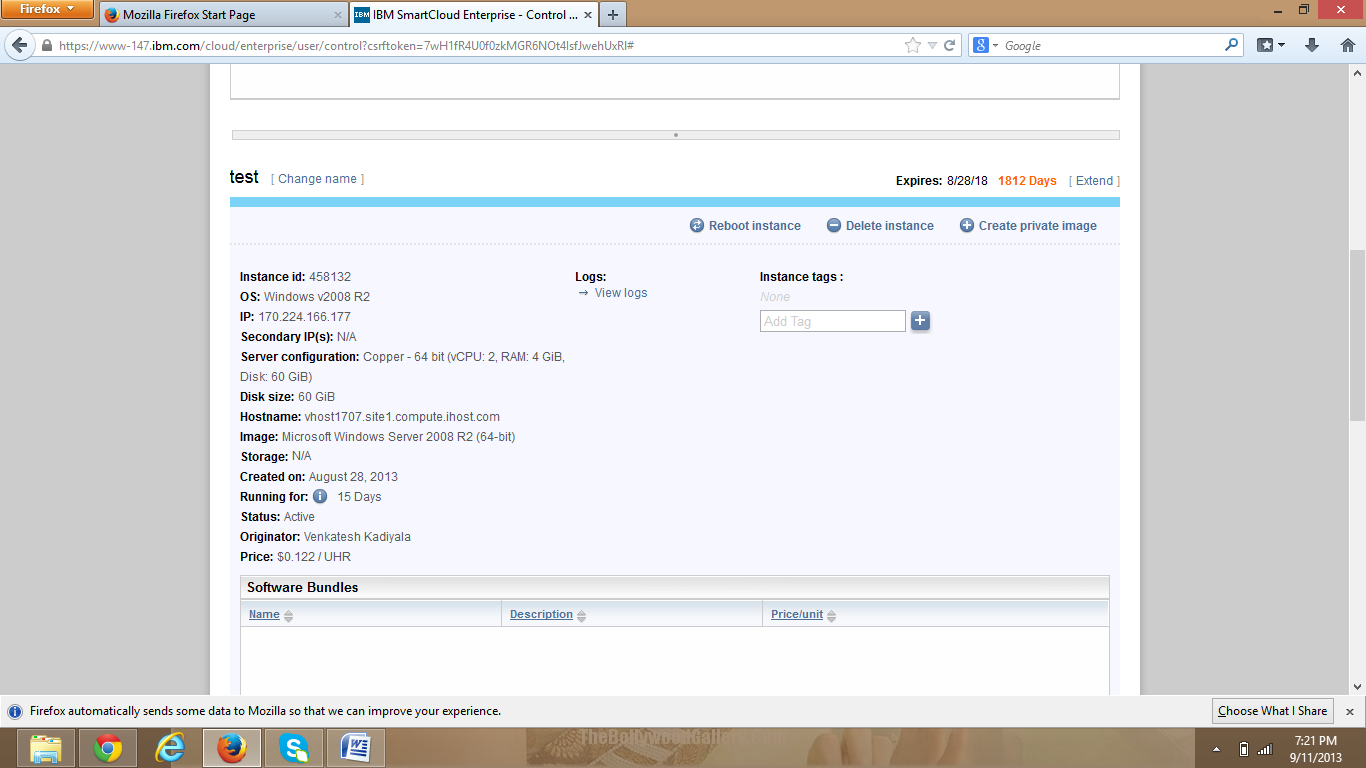 Firefox
Mozilla Firefox Start Page
IBM SmartCloud Enterprise - Control ...
https://www-147.ibm.com/cloud/enterprise/user/control?csrftoken=7wH1fR4U0f0zkMGR6NOt4lsfJwehUxRl#
Google
test [ Change name ]
Expires: 8/28/18 1812 Days [ Extend ]
Reboot instance Delete instance Create private image
Instance id: 458132
OS: Windows v2008 R2
IP: 170.224.166.177
Secondary IP(s): N/A
Server configuration: Copper - 64 bit (vCPU: 2, RAM: 4 GiB,
Disk: 60 GiB)
Disk size: 60 GiB
Hostname: vhost1707.site1.compute.ihost.com
Image: Microsoft Windows Server 2008 R2 (64-bit)
Storage: N/A
Created on: August 28, 2013
Running for: 15 Days
Status: Active
Originator: Venkatesh Kadiyala
Price: $0.122 / UHR
Logs:
→ View logs
Instance tags :
None
Add Tag
Software Bundles
Name Description Price/unit
Firefox automatically sends some data to Mozilla so that we can improve your experience.
Choose What I Share
7:21 PM
9/11/2013